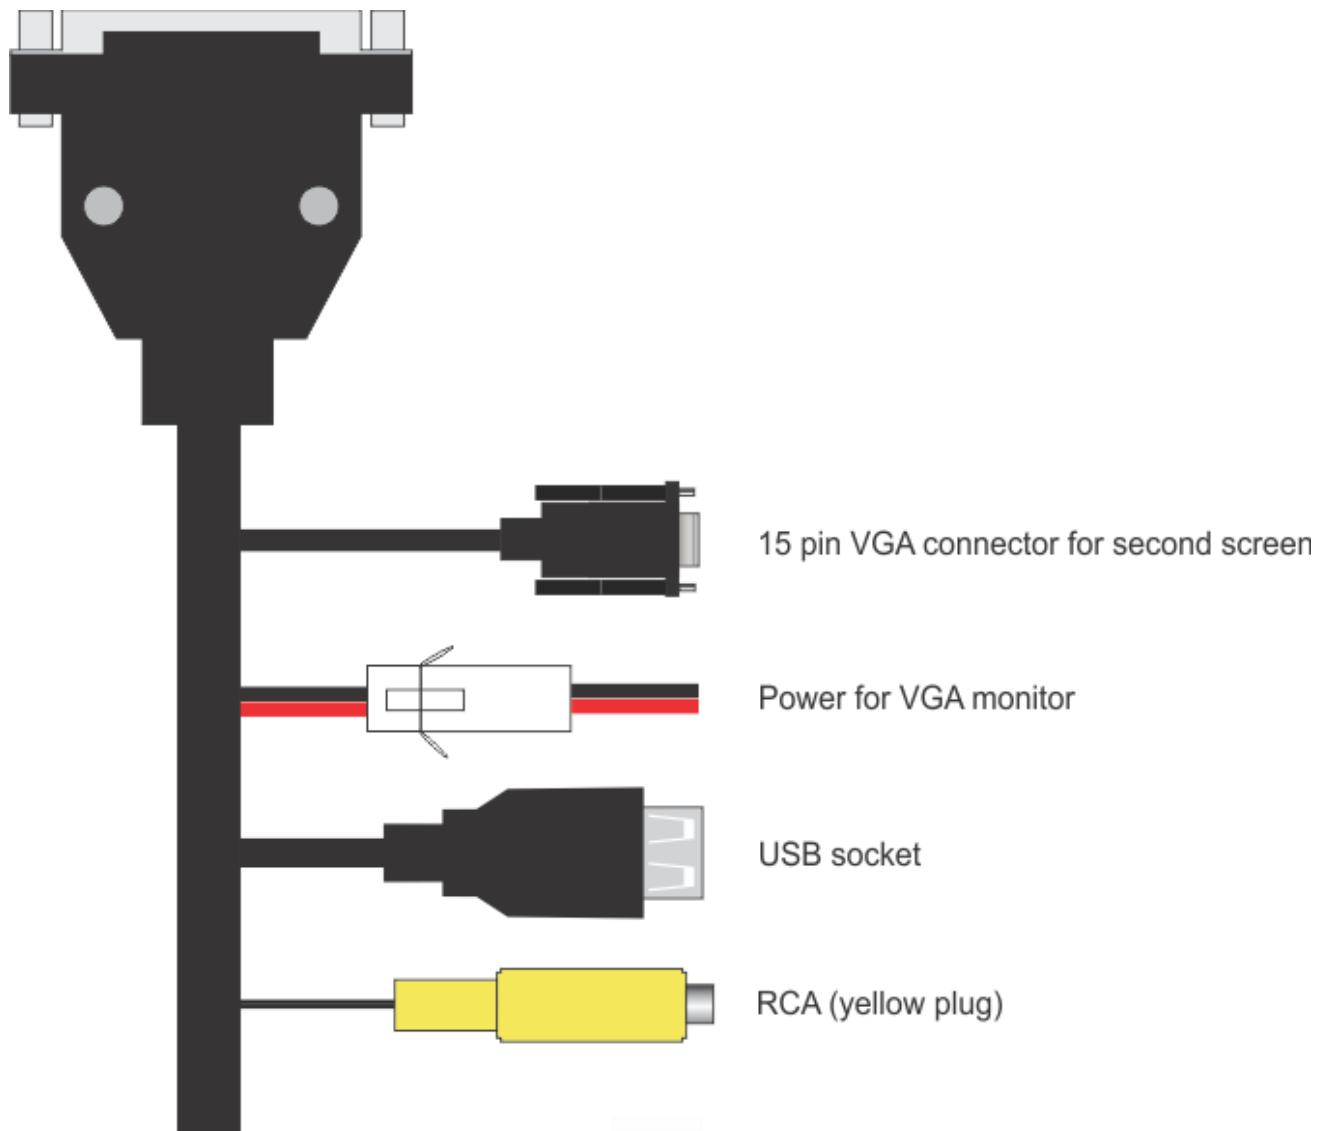 15 pin VGA connector for second screen
Power for VGA monitor
USB socket
RCA (yellow plug)